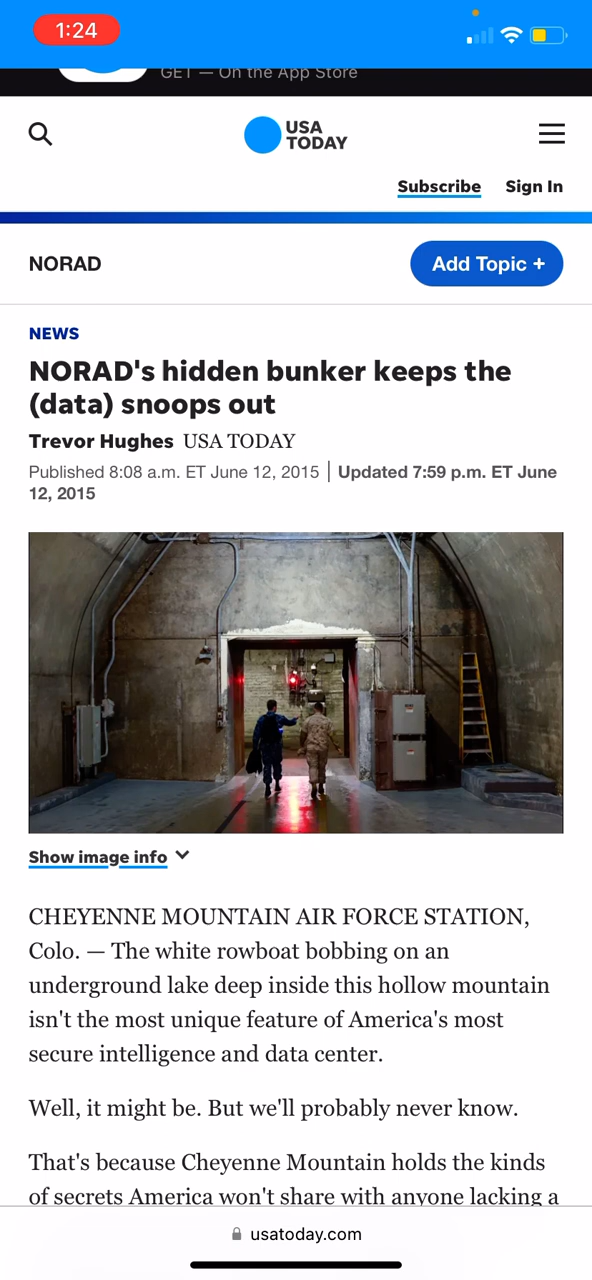 1:24
GET — On the App Store
USA
TODAY
Subscribe Sign In
NORAD
Add Topic +
NEWS
NORAD's hidden bunker keeps the
(data) snoops out
Trevor Hughes USA TODAY
Published 8:08 a.m. ET June 12, 2015 | Updated 7:59 p.m. ET June
12, 2015
Show image info
CHEYENNE MOUNTAIN AIR FORCE STATION,
Colo. — The white rowboat bobbing on an
underground lake deep inside this hollow mountain
isn't the most unique feature of America's most
secure intelligence and data center.
Well, it might be. But we'll probably never know.
That's because Cheyenne Mountain holds the kinds
of secrets America won't share with anyone lacking a
usatoday.com